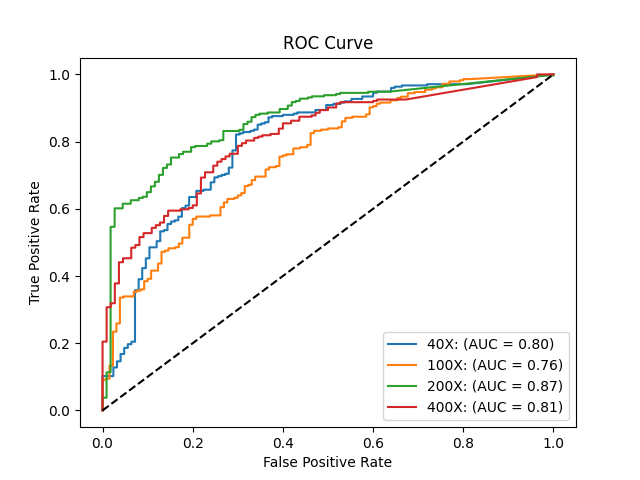 ROC Curve
True Positive Rate
1.0
0.8
0.6
0.4
0.2
0.0
40X: (AUC = 0.80)
100X: (AUC = 0.76)
200X: (AUC = 0.87)
400X: (AUC = 0.81)
0.0 0.2 0.4 0.6 0.8 1.0
False Positive Rate